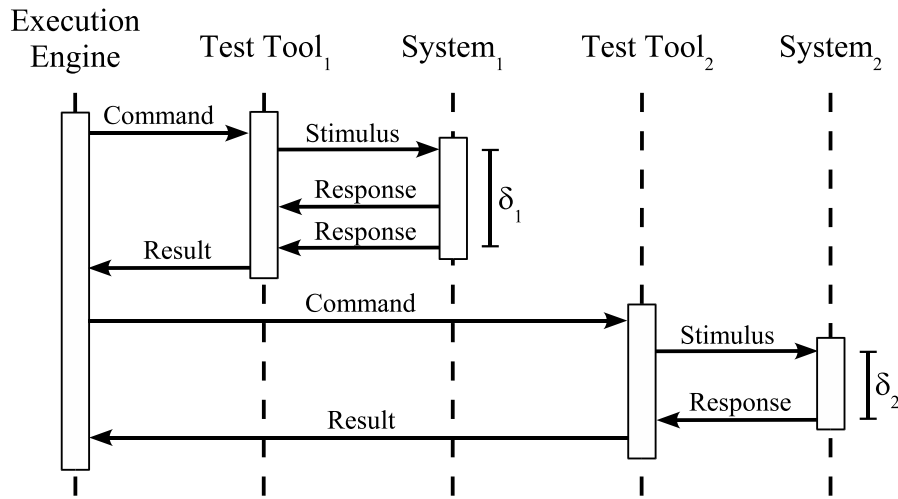 Execution
Engine
Test Tool₁
System₁
Test Tool₂
System₂
Command
Stimulus
Response
δ₁
Response
Result
Command
Stimulus
δ₂
Response
Result